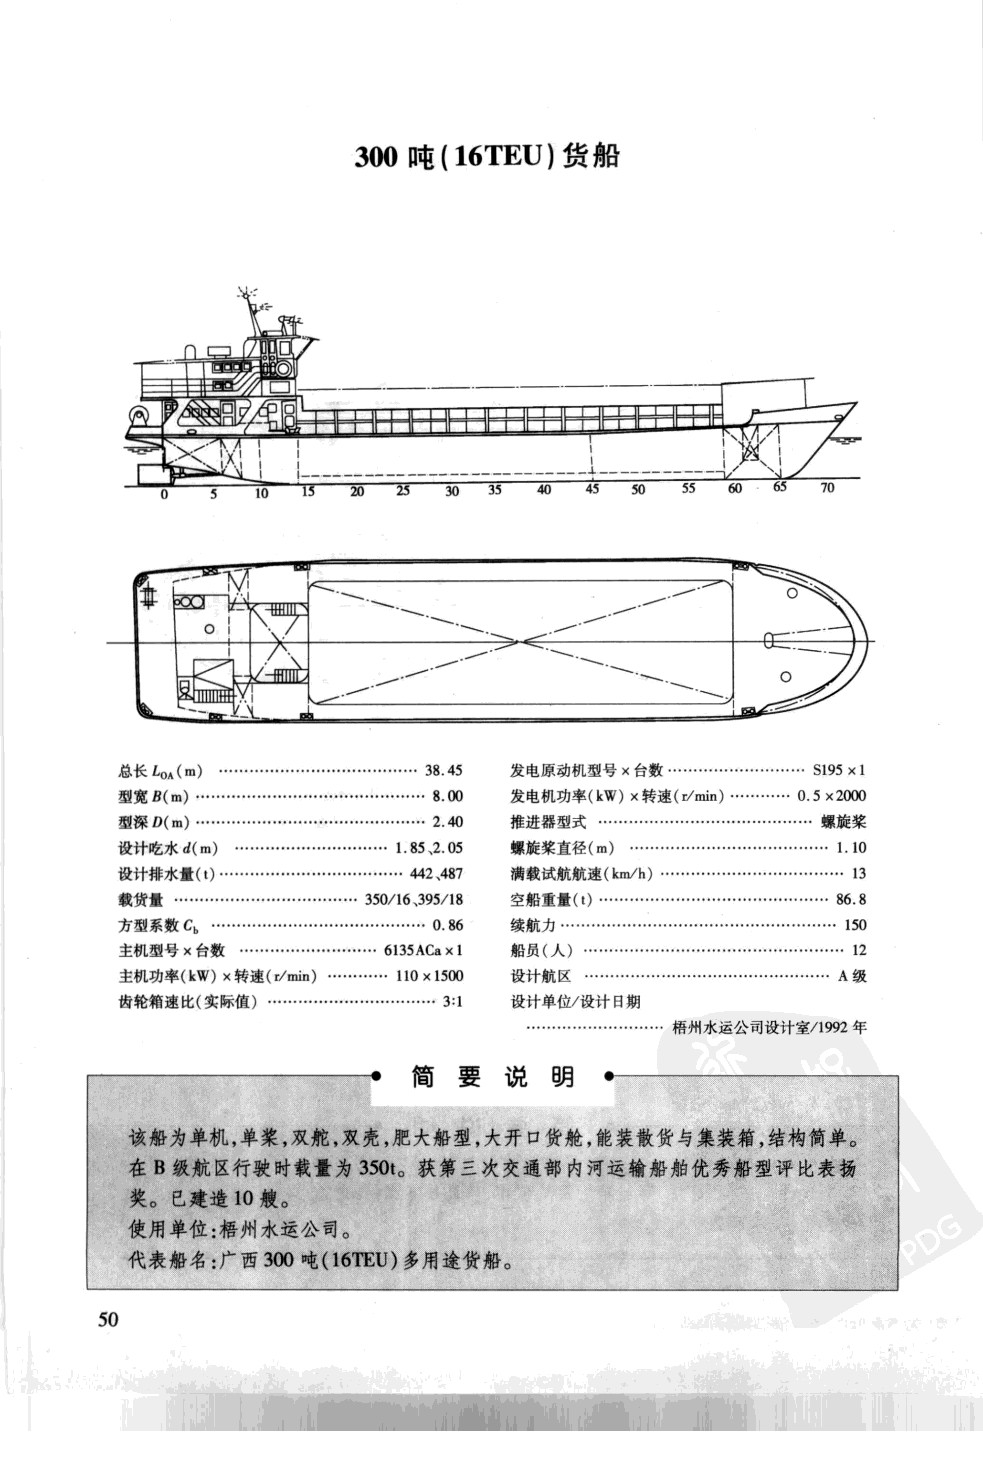 300 吨(16TEU)货船
0 5 10 15 20 25 30 35 40 45 50 55 60 65 70
总长 LOA(m) …………………………… 38.45
型宽 B(m) …………………………… 8.00
型深 D(m) …………………………… 2.40
设计吃水 d(m) …………………………… 1.85、2.05
设计排水量(t) …………………………… 442、487
载货量 …………………………… 350/16、395/18
方型系数 Cb …………………………… 0.86
主机型号×台数 …………………………… 6135ACa×1
主机功率(kW)×转速(r/min) ………… 110×1500
齿轮箱速比(实际值) …………………………… 3:1
发电原动机型号×台数 …………………………… S195×1
发电机功率(kW)×转速(r/min) ………… 0.5×2000
推进器型式 …………………………… 螺旋桨
螺旋桨直径(m) …………………………… 1.10
满载试航航速(km/h) …………………………… 13
空船重量(t) …………………………… 86.8
续航力 …………………………… 150
船员(人) …………………………… 12
设计航区 …………………………… A 级
设计单位/设计日期
…………………………… 梧州水运公司设计室/1992 年
简要说明
该船为单机,单桨,双舵,双壳,肥大船型,大开口货舱,能装散货与集装箱,结构简单。
在 B 级航区行驶时载量为 350t。获第三次交通部内河运输船舶优秀船型评比表扬
奖。已建造 10 艘。
使用单位:梧州水运公司。
代表船名:广西 300 吨(16TEU)多用途货船。
PDG
50